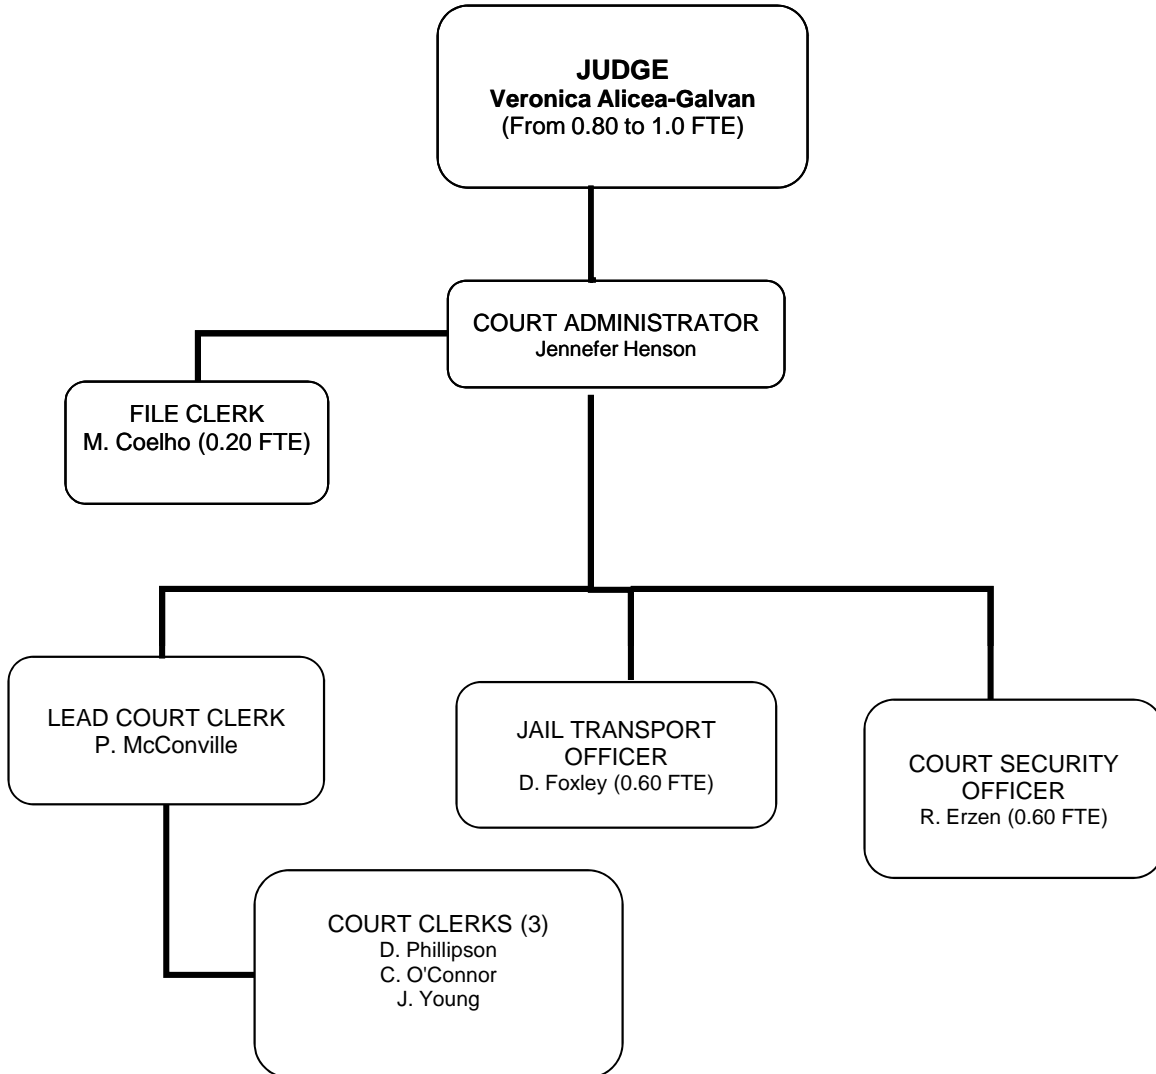 JUDGE
Veronica Alicea-Galvan
(From 0.80 to 1.0 FTE)
COURT ADMINISTRATOR
Jennefer Henson
FILE CLERK
M. Coelho (0.20 FTE)
LEAD COURT CLERK
P. McConville
JAIL TRANSPORT
OFFICER
D. Foxley (0.60 FTE)
COURT SECURITY
OFFICER
R. Erzen (0.60 FTE)
COURT CLERKS (3)
D. Phillipson
C. O'Connor
J. Young